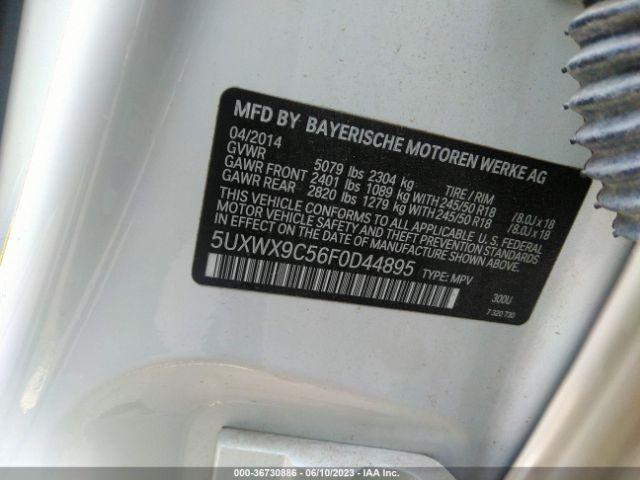 MFD BY BAYERISCHE MOTOREN WERKE AG
04/2014
GVWR 5079 lbs 2304 kg TIRE / RIM
GAWR FRONT 2401 lbs 1089 kg WITH 245/50 R18 /8.0J x 18
GAWR REAR 2820 lbs 1279 kg WITH 245/50 R18 /8.0J x 18
THIS VEHICLE CONFORMS TO ALL APPLICABLE U.S. FEDERAL
MOTOR VEHICLE SAFETY AND THEFT PREVENTION STANDARDS
IN EFFECT ON THE DATE OF MANUFACTURE SHOWN ABOVE.
5UXWX9C56F0D44895 TYPE: MPV
300U
7 320 730
000-36730886 06/10/2023 IAAI.com